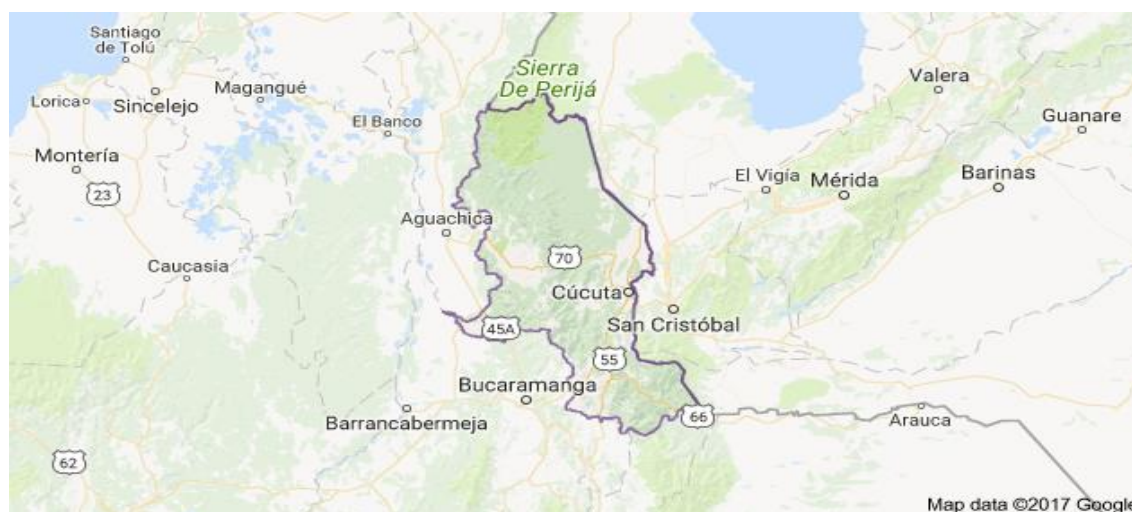 Santiago
de Tolú
Sierra
De Perijá
Valera
Lorica
Sincelejo
Magangué
El Banco
Guanare
Montería
23
El Vigía
Mérida
Barinas
Aguachica
70
Caucasia
Cúcuta
San Cristóbal
45A
55
Bucaramanga
Barrancabermeja
66
Arauca
62
Map data ©2017 Google